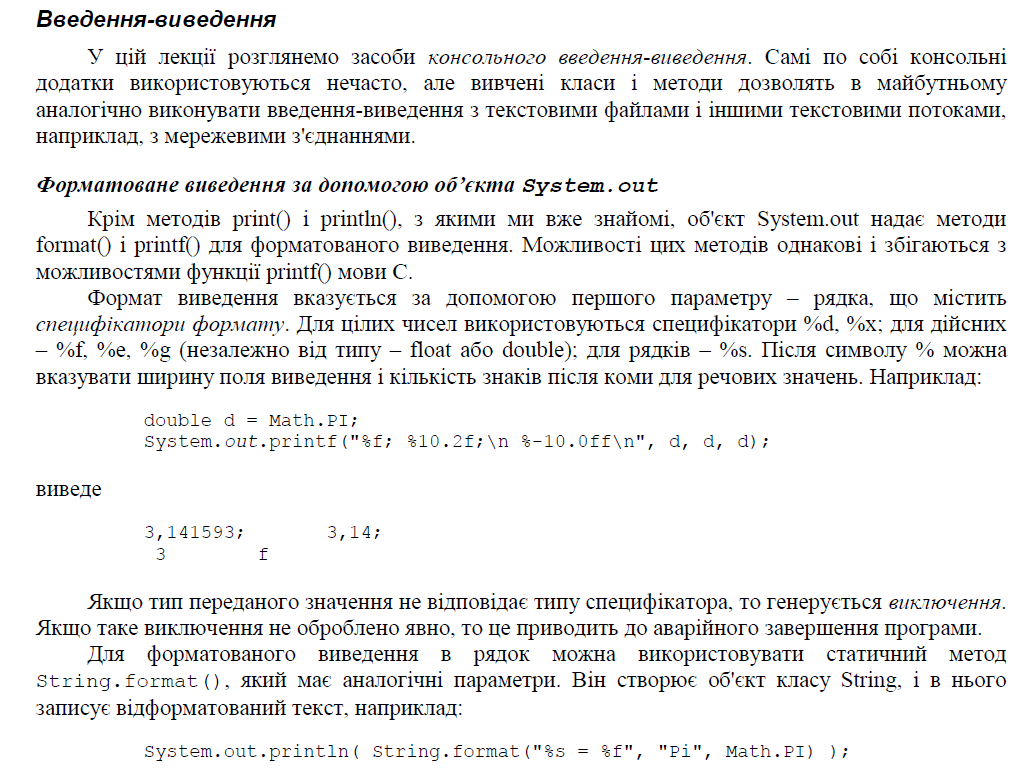 Введення-виведення
У цій лекції розглянемо засоби консольного введення-виведення. Самі по собі консольні
додатки використовуються нечасто, але вивчені класи і методи дозволять в майбутньому
аналогічно виконувати введення-виведення з текстовими файлами і іншими текстовими потоками,
наприклад, з мережевими з'єднаннями.
Форматоване виведення за допомогою об’єкта System.out
Крім методів print() і println(), з якими ми вже знайомі, об'єкт System.out надає методи
format() і printf() для форматованого виведення. Можливості цих методів однакові і збігаються з
можливостями функції printf() мови C.
Формат виведення вказується за допомогою першого параметру – рядка, що містить
специфікатори формату. Для цілих чисел використовуються специфікатори %d, %x; для дійсних
– %f, %e, %g (незалежно від типу – float або double); для рядків – %s. Після символу % можна
вказувати ширину поля виведення і кількість знаків після коми для речових значень. Наприклад:
double d = Math.PI;
System.out.printf("%f; %10.2f;\n %-10.0ff\n", d, d, d);
виведе
3,141593;       3,14;
 3        f
Якщо тип переданого значення не відповідає типу специфікатора, то генерується виключення.
Якщо таке виключення не оброблено явно, то це приводить до аварійного завершення програми.
Для форматованого виведення в рядок можна використовувати статичний метод
String.format(), який має аналогічні параметри. Він створює об'єкт класу String, і в нього
записує відформатований текст, наприклад:
System.out.println( String.format("%s = %f", "Pi", Math.PI) );